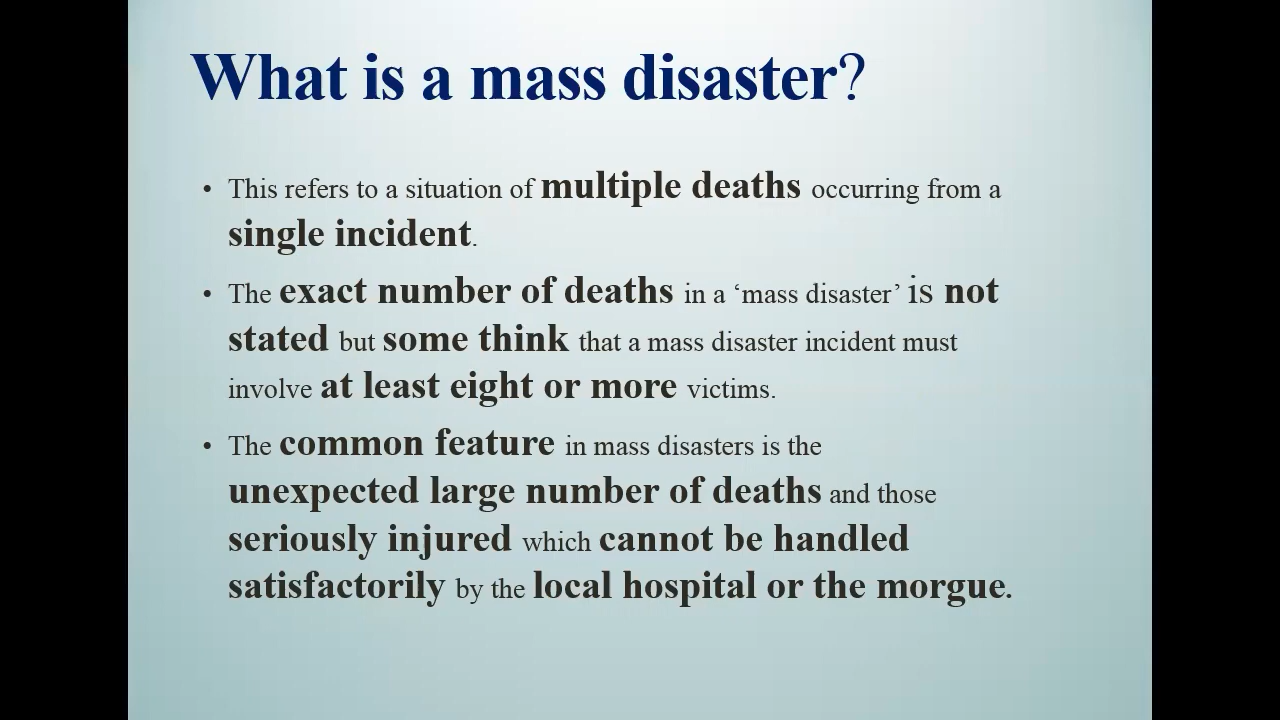 What is a mass disaster?
• This refers to a situation of multiple deaths occurring from a
single incident.
• The exact number of deaths in a ‘mass disaster’ is not
stated but some think that a mass disaster incident must
involve at least eight or more victims.
• The common feature in mass disasters is the
unexpected large number of deaths and those
seriously injured which cannot be handled
satisfactorily by the local hospital or the morgue.